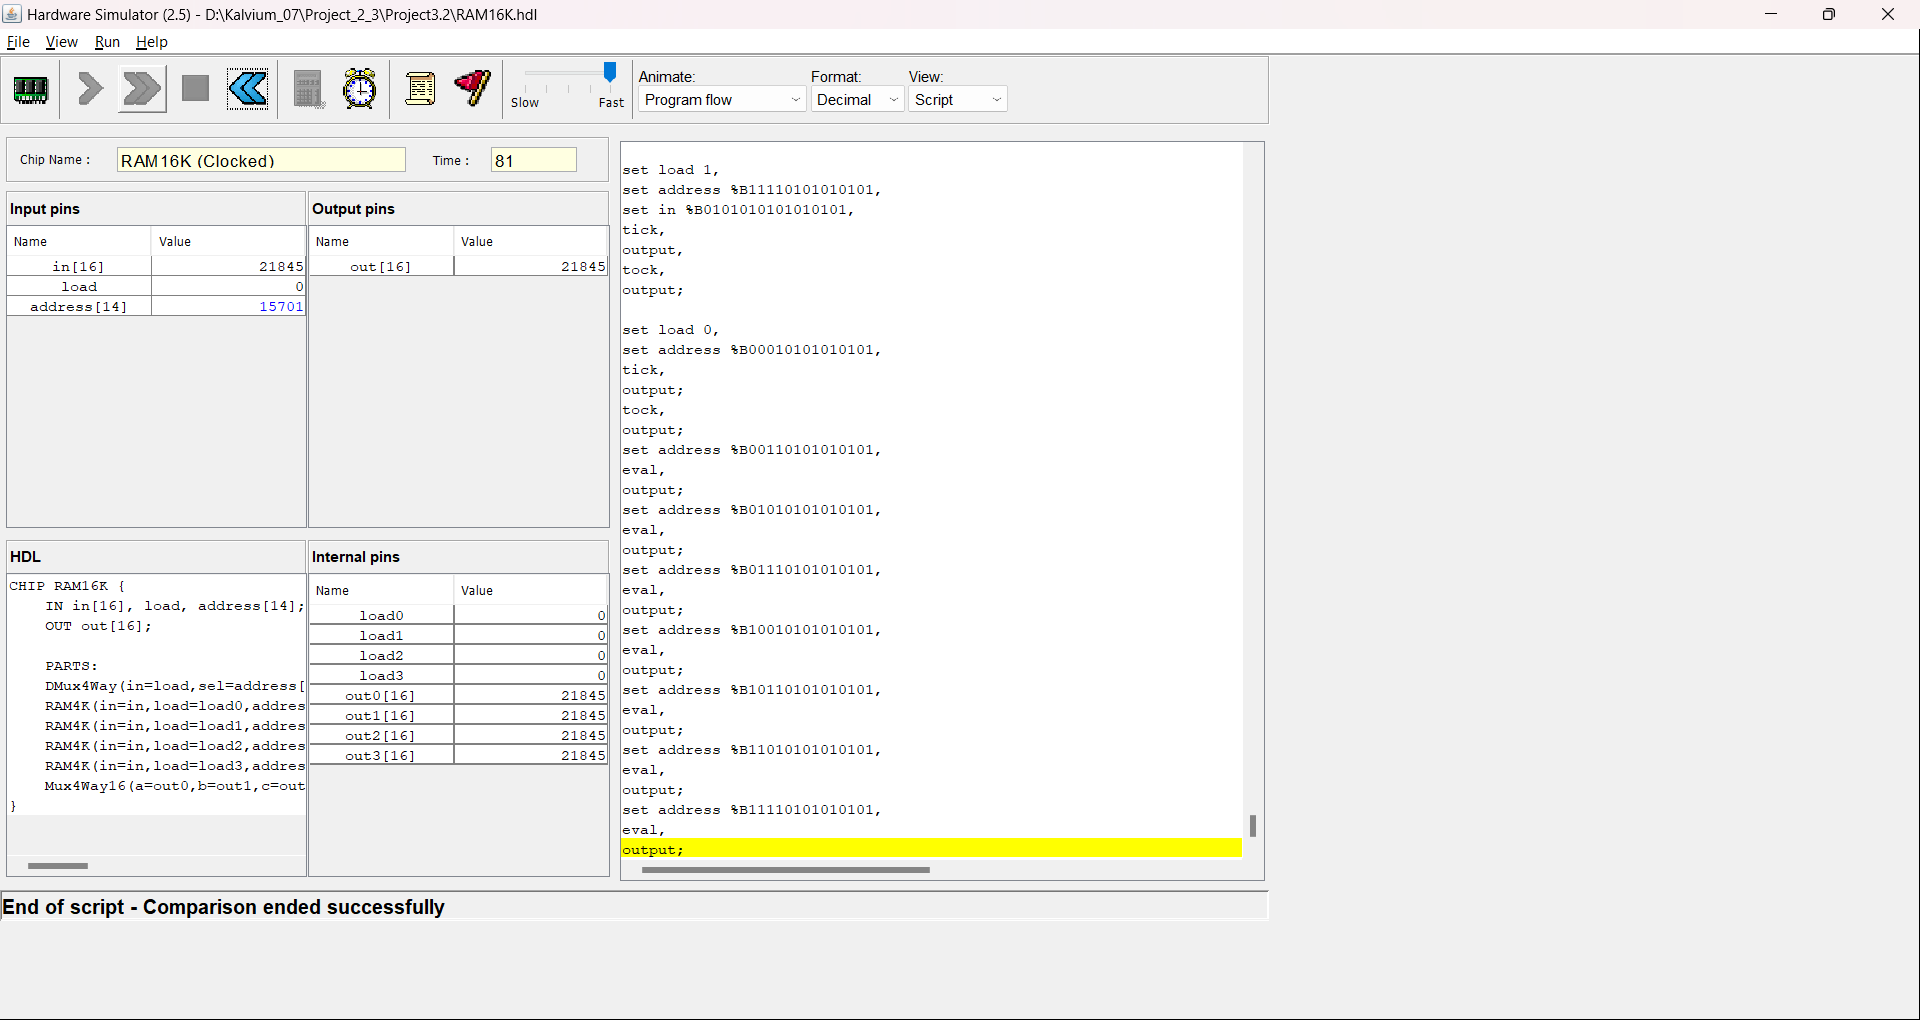 Hardware Simulator (2.5) - D:\Kalvium_07\Project_2_3\Project3.2\RAM16K.hdl
File View Run Help
Slow Fast
Animate: Format: View:
Program flow Decimal Script
Chip Name : RAM16K (Clocked) Time : 81
Input pins
Name Value
in[16] 21845
load 0
address[14] 15701
Output pins
Name Value
out[16] 21845
HDL
CHIP RAM16K {
IN in[16], load, address[14];
OUT out[16];
PARTS:
DMux4Way(in=load,sel=address[
RAM4K(in=in,load=load0,addres
RAM4K(in=in,load=load1,addres
RAM4K(in=in,load=load2,addres
RAM4K(in=in,load=load3,addres
Mux4Way16(a=out0,b=out1,c=out
}
Internal pins
Name Value
load0 0
load1 0
load2 0
load3 0
out0[16] 21845
out1[16] 21845
out2[16] 21845
out3[16] 21845
set load 1,
set address %B11110101010101,
set in %B0101010101010101,
tick,
output,
tock,
output;
set load 0,
set address %B00010101010101,
tick,
output;
tock,
output;
set address %B00110101010101,
eval,
output;
set address %B01010101010101,
eval,
output;
set address %B01110101010101,
eval,
output;
set address %B10010101010101,
eval,
output;
set address %B10110101010101,
eval,
output;
set address %B11010101010101,
eval,
output;
set address %B11110101010101,
eval,
output;
End of script - Comparison ended successfully